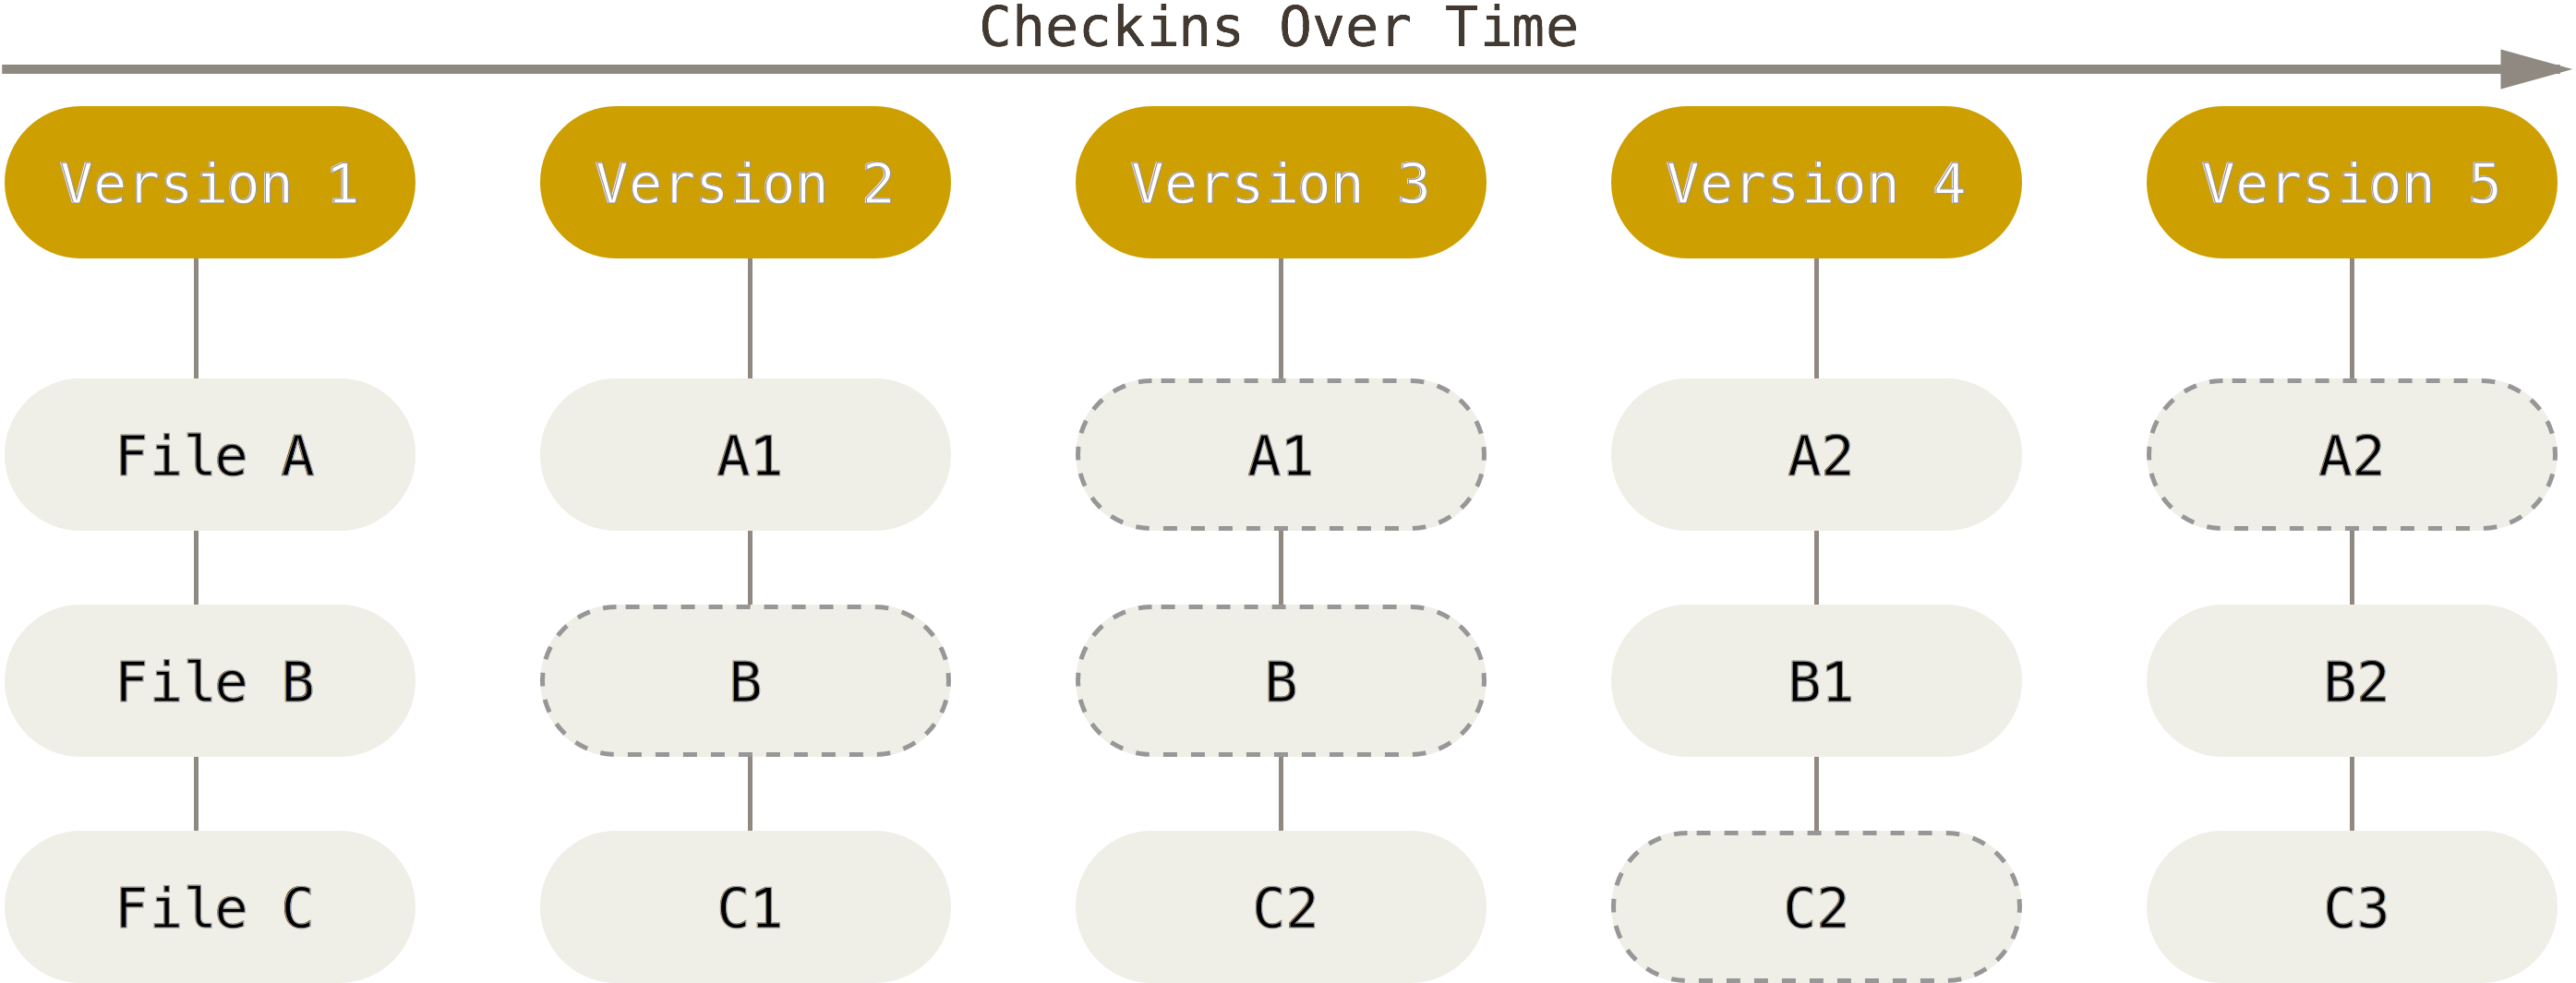 Checkins Over Time
Version 1 Version 2 Version 3 Version 4 Version 5
File A A1 A1 A2 A2
File B B B B1 B2
File C C1 C2 C2 C3